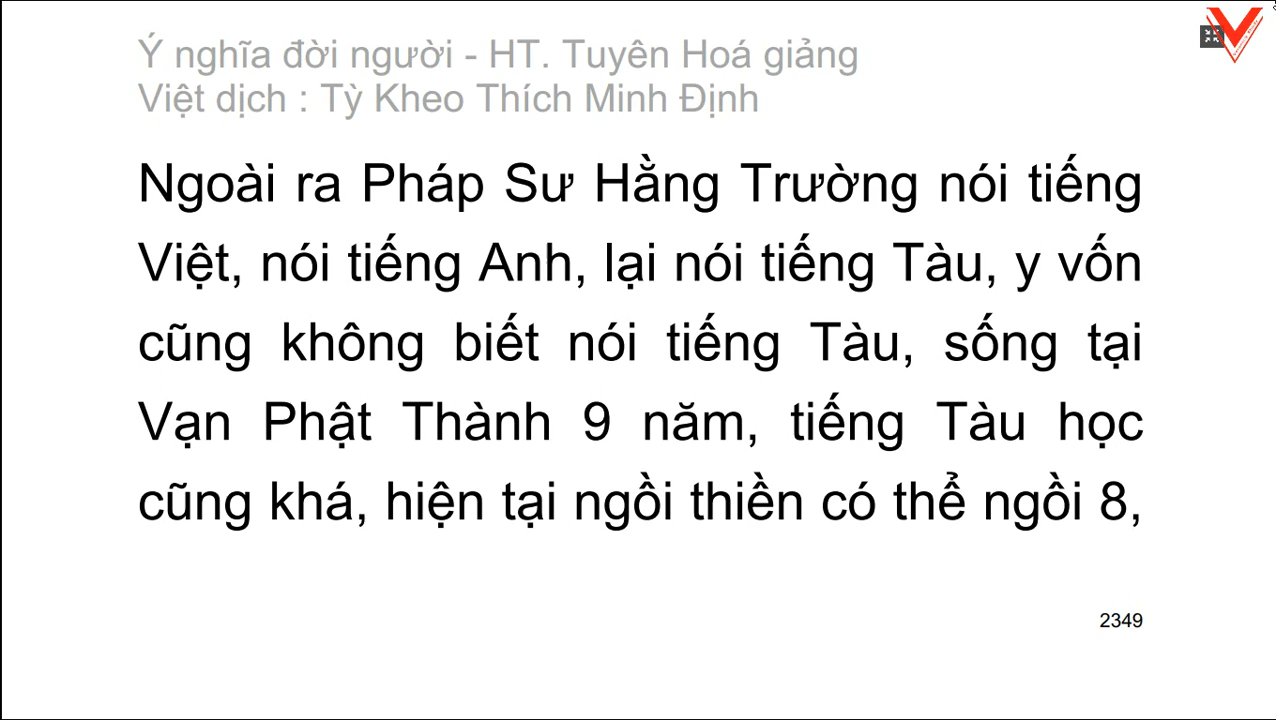 Ý nghĩa đời người - HT. Tuyên Hoá giảng
Việt dịch : Tỳ Kheo Thích Minh Định
Ngoài ra Pháp Sư Hằng Trường nói tiếng
Việt, nói tiếng Anh, lại nói tiếng Tàu, y vốn
cũng không biết nói tiếng Tàu, sống tại
Vạn Phật Thành 9 năm, tiếng Tàu học
cũng khá, hiện tại ngồi thiền có thể ngồi 8,
2349